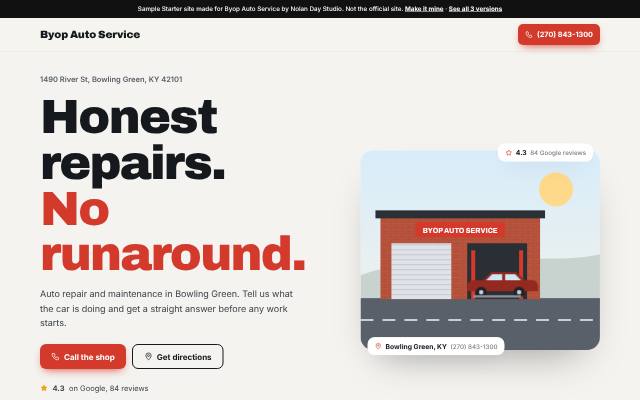 Sample Starter site made for Byop Auto Service by Nolan Day Studio. Not the official site. Make it mine · See all 3 versions
Byop Auto Service
(270) 843-1300
1490 River St, Bowling Green, KY 42101
Honest
repairs.
No
runaround.
Auto repair and maintenance in Bowling Green. Tell us what
the car is doing and get a straight answer before any work
starts.
Call the shop
Get directions
4.3 on Google, 84 reviews
4.3 84 Google reviews
BYOP AUTO SERVICE
Bowling Green, KY (270) 843-1300